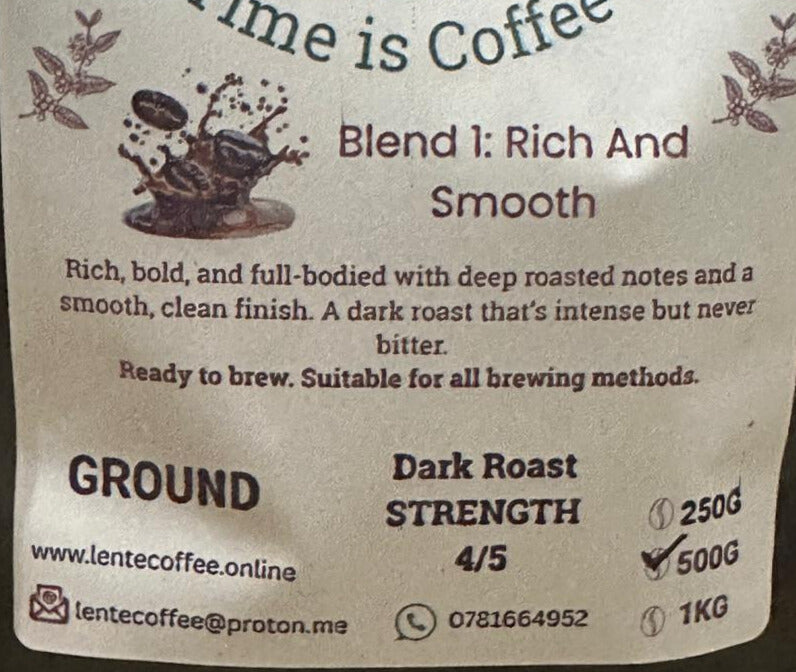 Time is Coffee
Blend 1: Rich And
Smooth
Rich, bold, and full-bodied with deep roasted notes and a
smooth, clean finish. A dark roast that's intense but never
bitter.
Ready to brew. Suitable for all brewing methods.
GROUND
Dark Roast
STRENGTH
4/5
250G
500G
1KG
www.lentecoffee.online
lentecoffee@proton.me
0781664952